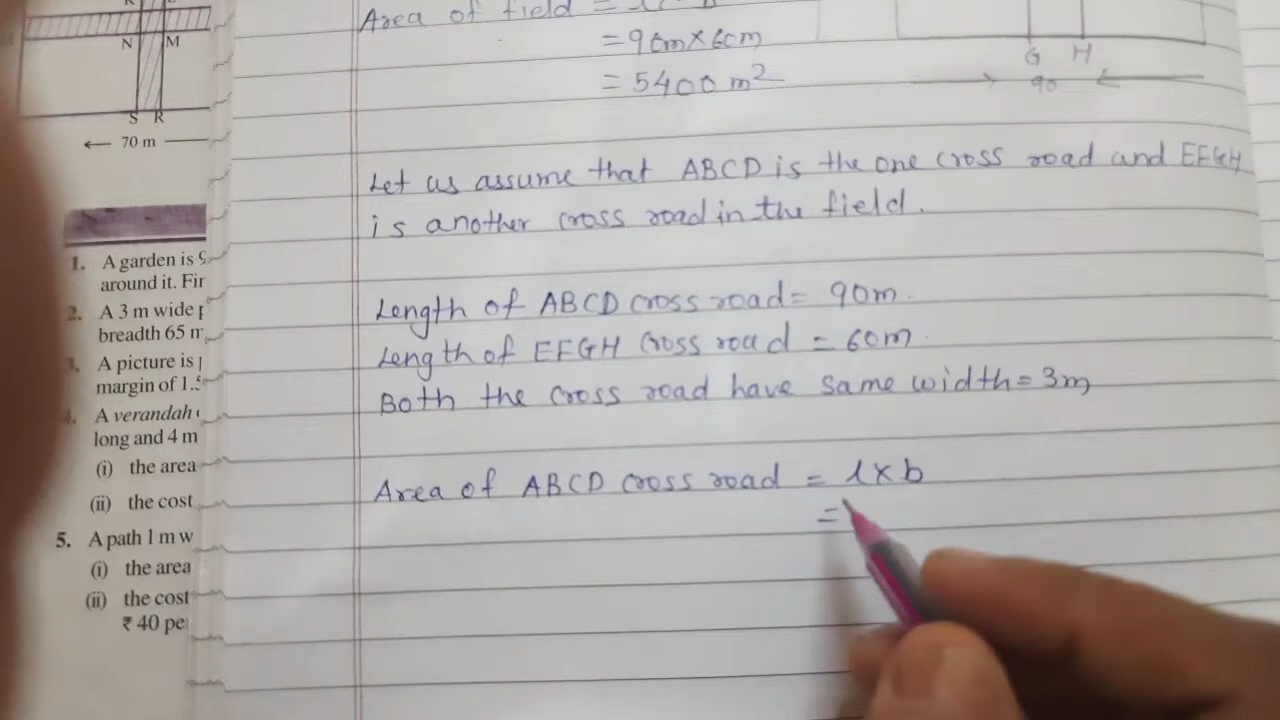 N M
S R
← 70 m
1. A garden is 9
around it. Fir
2. A 3 m wide p
breadth 65 m
3. A picture is p
margin of 1.5
4. A verandah
long and 4 m
(i) the area
(ii) the cost
5. A path 1 m w
(i) the area
(ii) the cost
₹ 40 pe
Area of field =
= 90m×60m
= 5400 m²
G H
90
Let us assume that ABCD is the one cross road and EFGH
is another cross road in the field.
Length of ABCD cross road = 90m.
Length of EFGH cross road = 60m.
Both the cross road have same width = 3m
Area of ABCD cross road = l×b
=